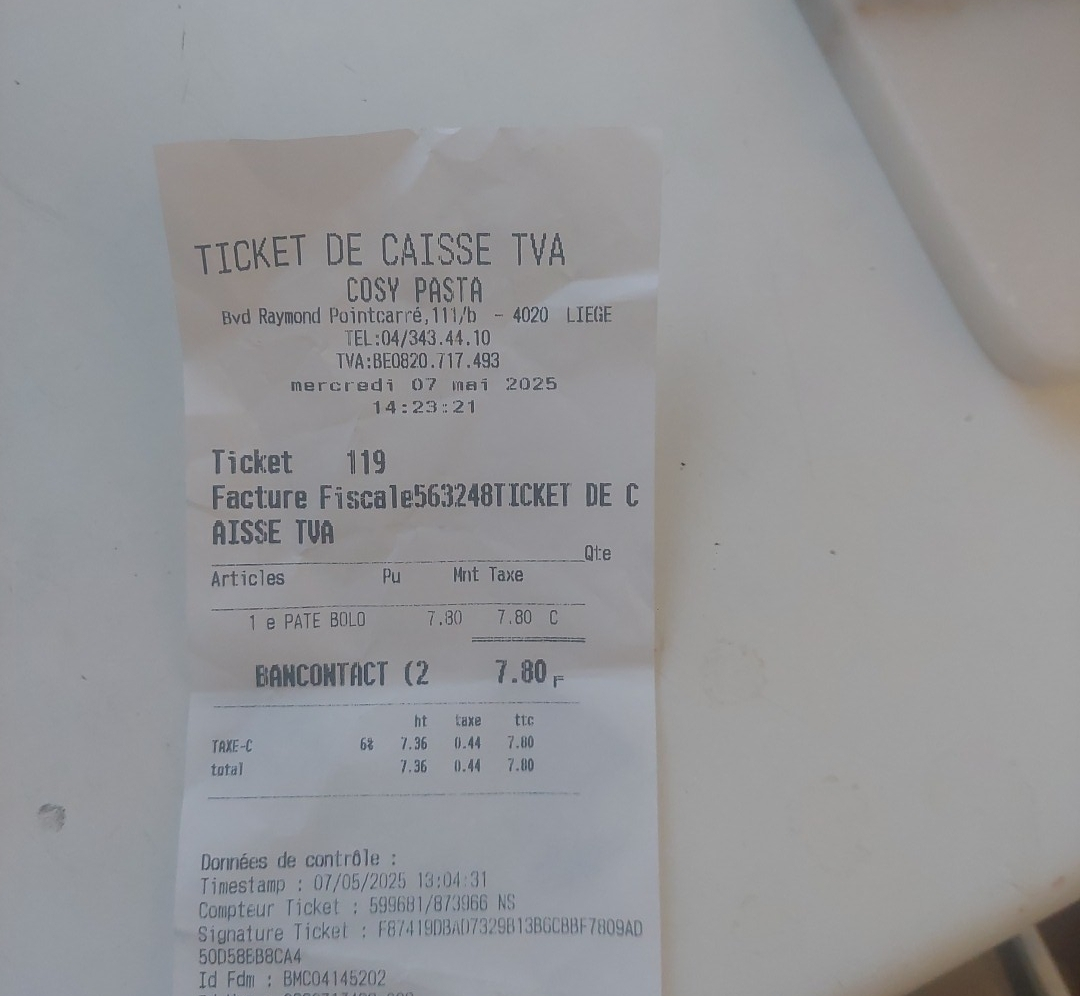 TICKET DE CAISSE TVA
COSY PASTA
Bvd Raymond Pointcarré,111/b - 4020 LIEGE
TEL:04/343.44.10
TVA:BE0820.717.493
mercredi 07 mai 2025
14:23:21
Ticket 119
Facture Fiscale563248TICKET DE C
AISSE TVA
Qte
Articles Pu Mnt Taxe
1 e PATE BOLO 7.80 7.80 C
BANCONTACT (2 7.80 F
ht taxe ttc
TAXE-C 6% 7.36 0.44 7.80
total 7.36 0.44 7.80
Données de contrôle :
Timestamp : 07/05/2025 13:04:31
Compteur Ticket : 599681/873966 NS
Signature Ticket : F87419DBAD7329B13B6CBBF7809AD
50D58EB8CA4
Id Fdm : BMC04145202